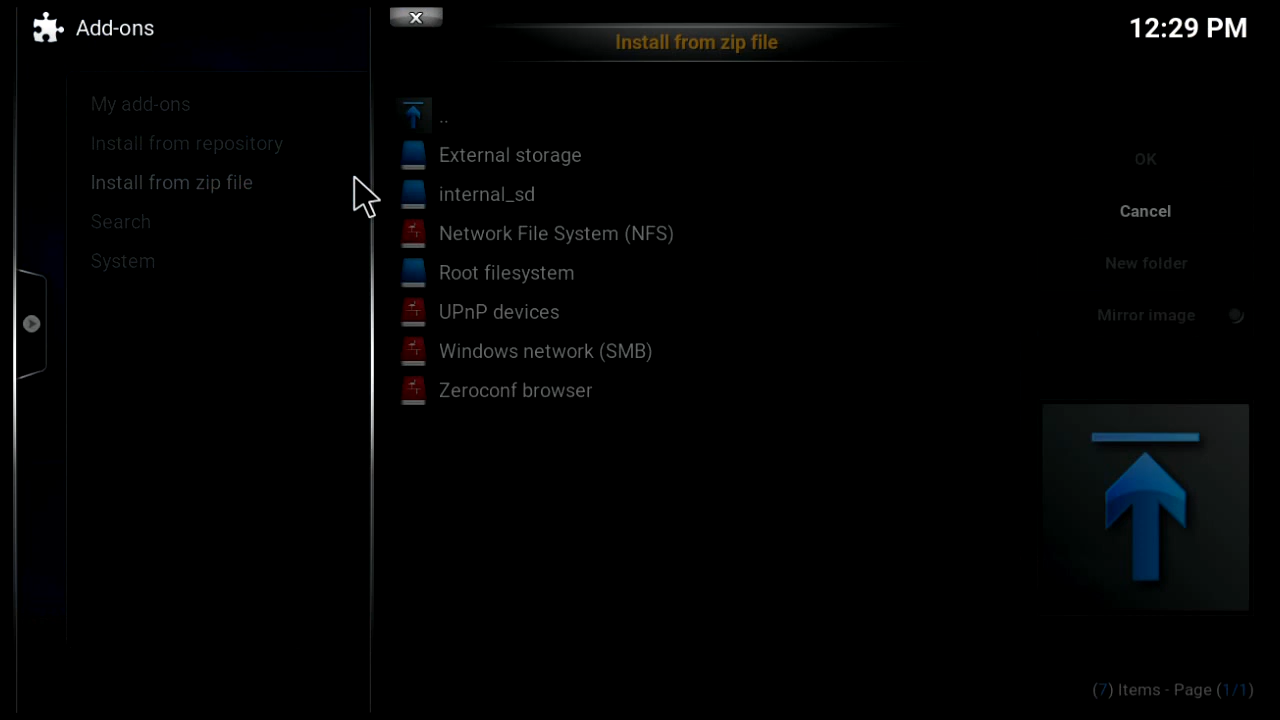 Add-ons
My add-ons
Install from repository
Install from zip file
Search
System
Install from zip file
12:29 PM
..
External storage
internal_sd
Network File System (NFS)
Root filesystem
UPnP devices
Windows network (SMB)
Zeroconf browser
OK
Cancel
New folder
Mirror image
(7) Items - Page (1/1)